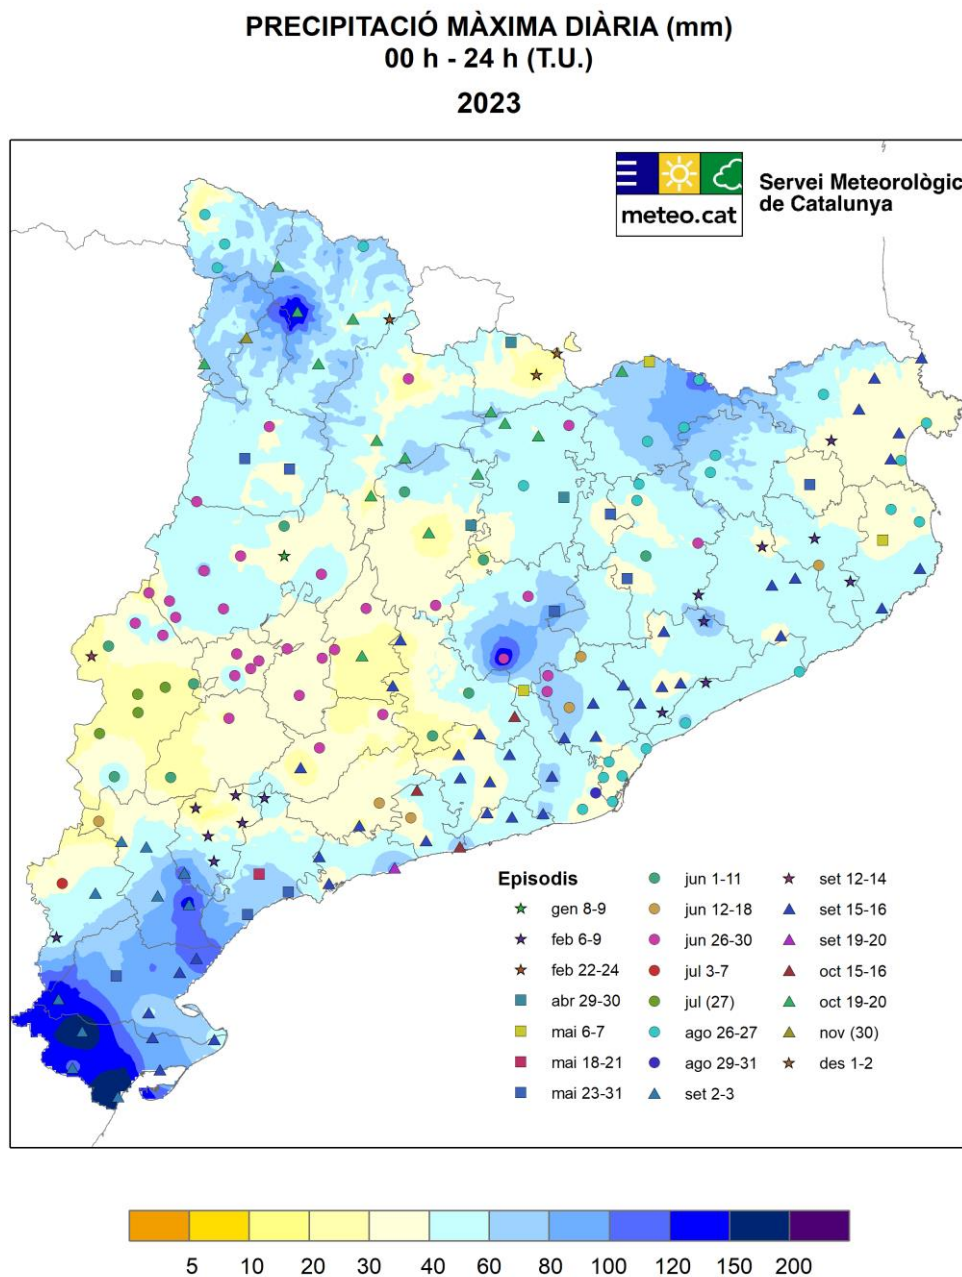 PRECIPITACIÓ MÀXIMA DIÀRIA (mm)
00 h - 24 h (T.U.)
2023
meteo.cat
Servei Meteorològic
de Catalunya
Episodis
gen 8-9
feb 6-9
feb 22-24
abr 29-30
mai 6-7
mai 18-21
mai 23-31
jun 1-11
jun 12-18
jun 26-30
jul 3-7
jul (27)
ago 26-27
ago 29-31
set 2-3
set 12-14
set 15-16
set 19-20
oct 15-16
oct 19-20
nov (30)
des 1-2
5 10 20 30 40 60 80 100 120 150 200